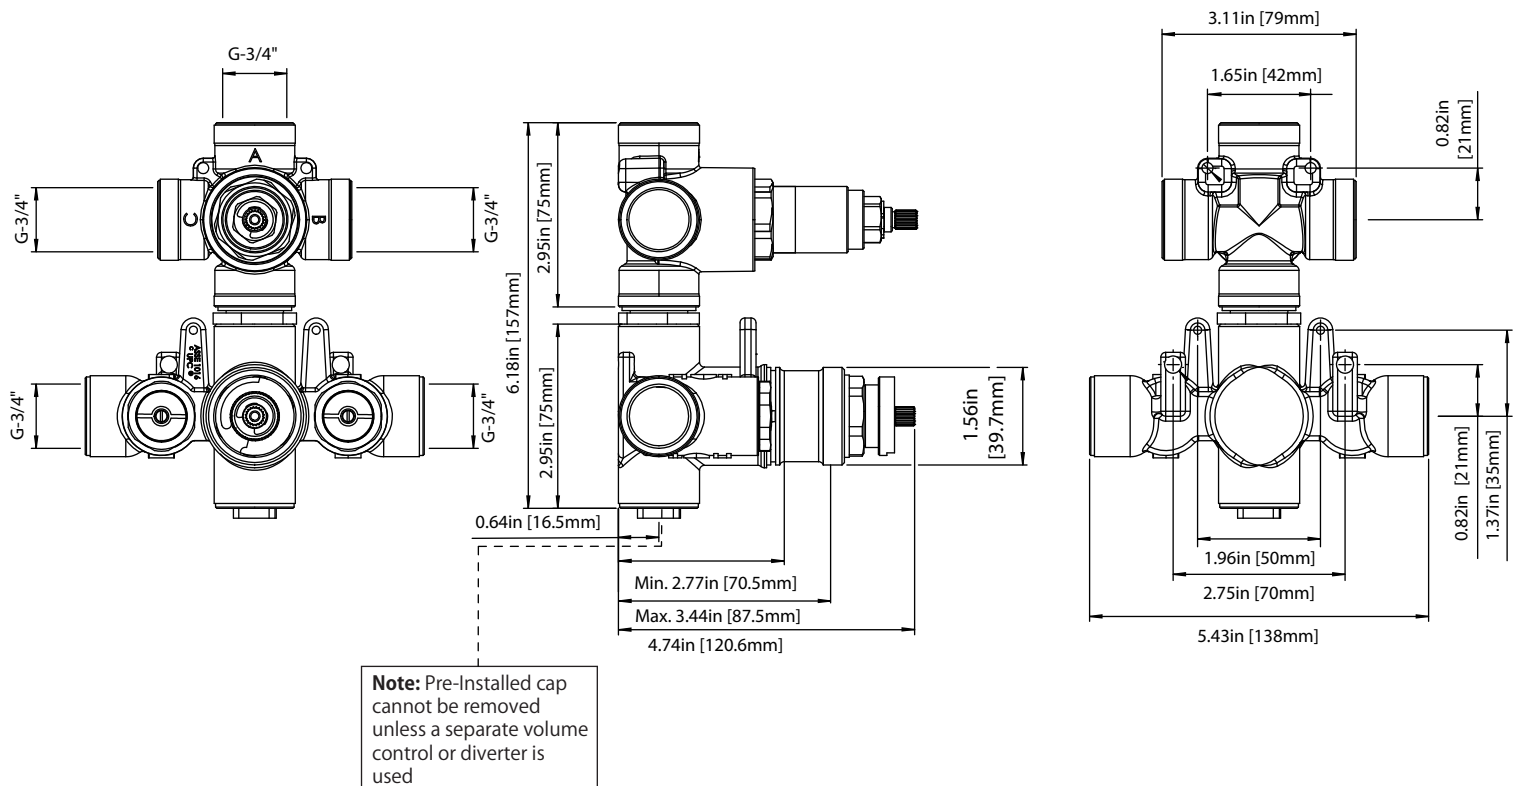 G-3/4"
A
C
B
G-3/4"
G-3/4"
ASSE 1016
c UPC ®
G-3/4"
G-3/4"
6.18in [157mm]
2.95in [75mm]
2.95in [75mm]
1.56in
[39.7mm]
0.64in [16.5mm]
Min. 2.77in [70.5mm]
Max. 3.44in [87.5mm]
4.74in [120.6mm]
Note: Pre-Installed cap
cannot be removed
unless a separate volume
control or diverter is
used
3.11in [79mm]
1.65in [42mm]
0.82in
[21mm]
0.82in [21mm]
1.37in [35mm]
1.96in [50mm]
2.75in [70mm]
5.43in [138mm]